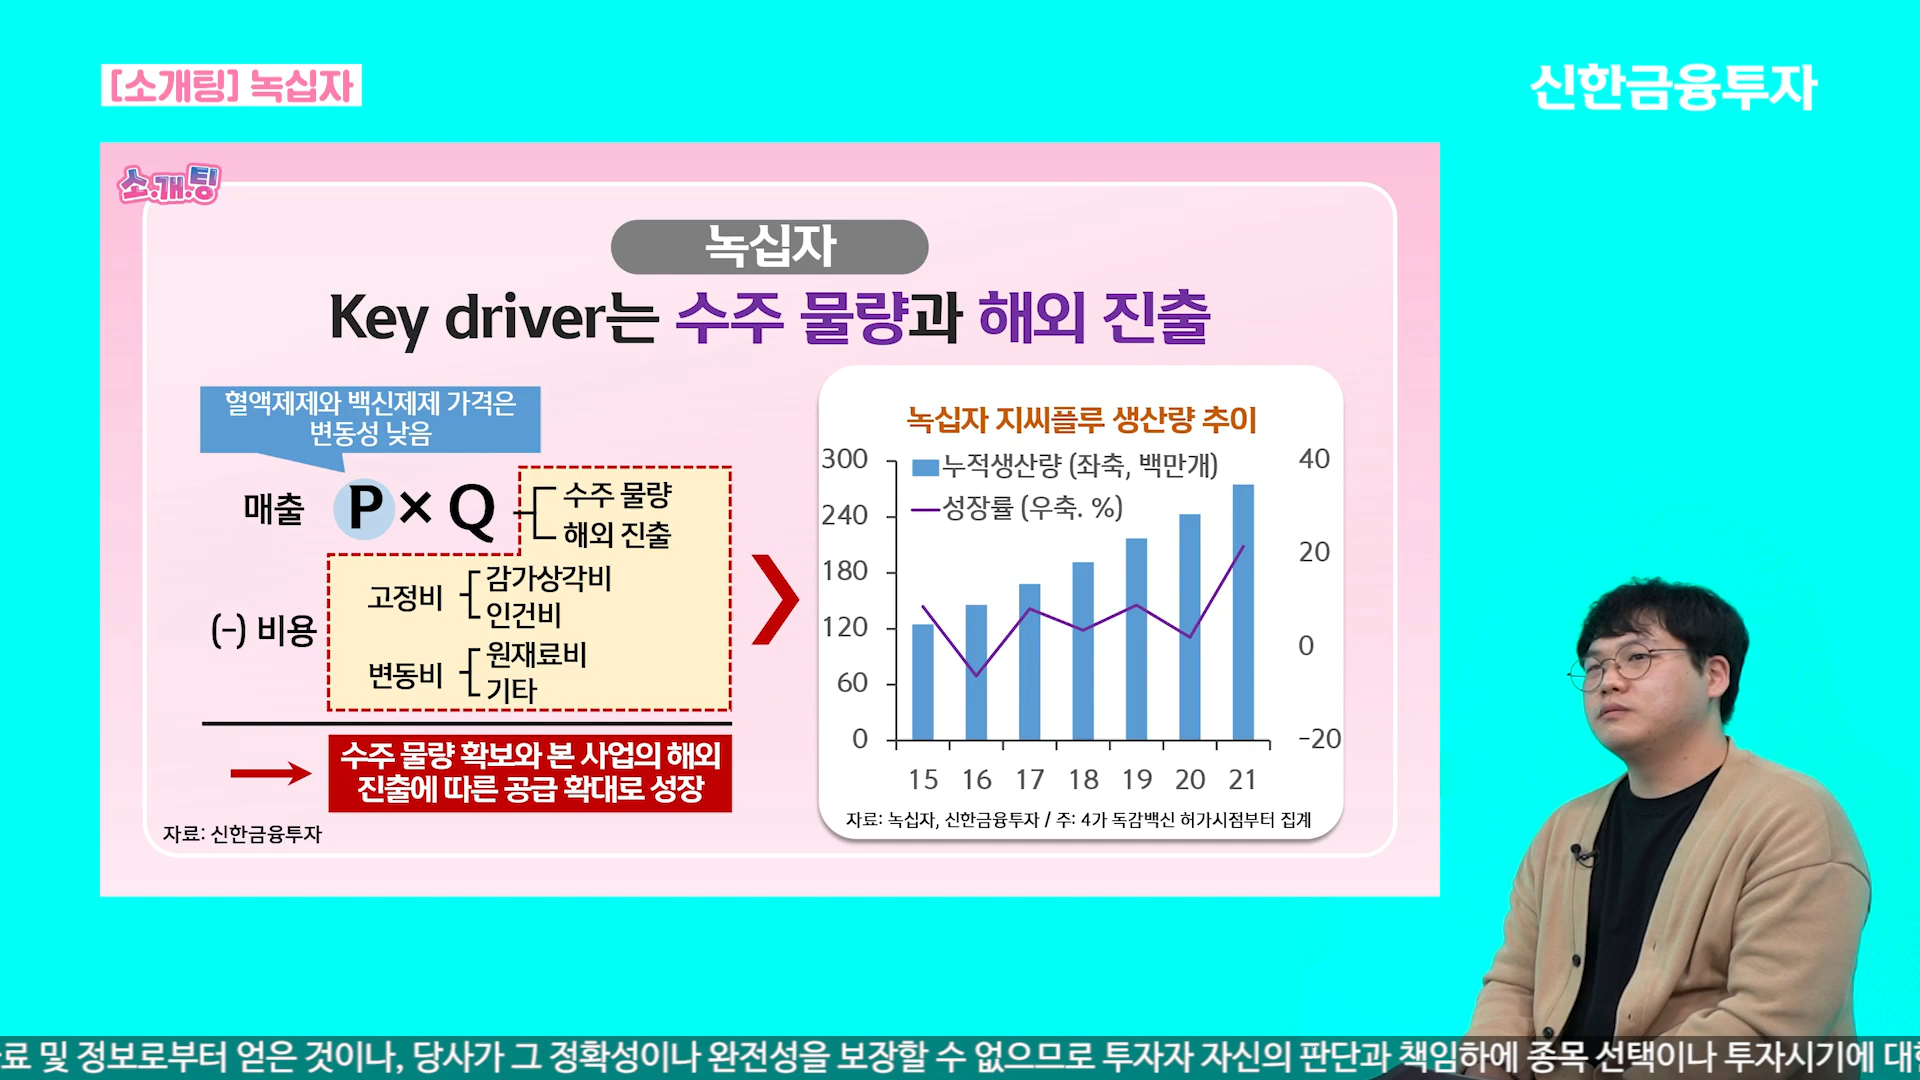 [소개팅] 녹십자
신한금융투자
소.개.팅
녹십자
Key driver는 수주 물량과 해외 진출
혈액제제와 백신제제 가격은
변동성 낮음
매출 P × Q
수주 물량
해외 진출
(-) 비용
고정비
감가상각비
인건비
변동비
원재료비
기타
수주 물량 확보와 본 사업의 해외
진출에 따른 공급 확대로 성장
자료: 신한금융투자
녹십자 지씨플루 생산량 추이
누적생산량 (좌축, 백만개)
성장률 (우축. %)
300
240
180
120
60
0
40
20
0
-20
15 16 17 18 19 20 21
자료: 녹십자, 신한금융투자 / 주: 4가 독감백신 허가시점부터 집계
료 및 정보로부터 얻은 것이나, 당사가 그 정확성이나 완전성을 보장할 수 없으므로 투자자 자신의 판단과 책임하에 종목 선택이나 투자시기에 대한